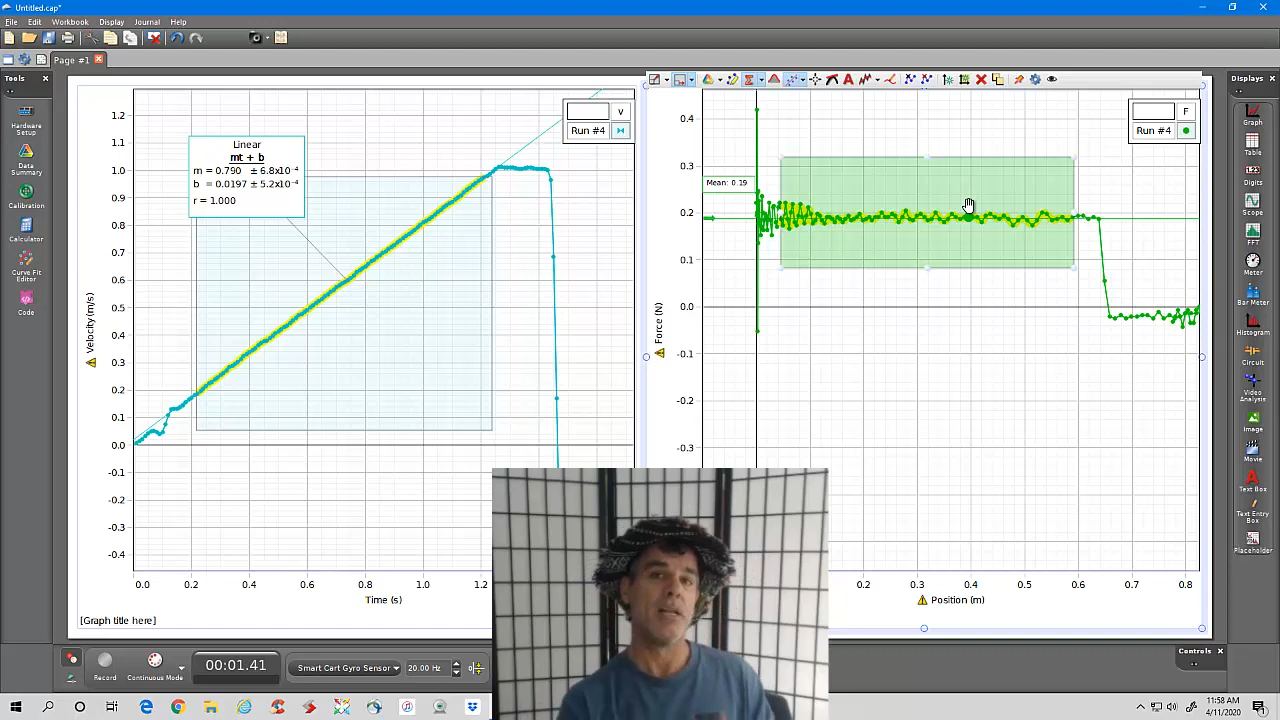 Untitled.cap*
File Edit Workbook Display Journal Help
Page #1
Tools
Hardware Setup
Data Summary
Calibration
Calculator
Curve Fit Editor
Code
Velocity (m/s)
1.2
1.1
1.0
0.9
0.8
0.7
0.6
0.5
0.4
0.3
0.2
0.1
0.0
-0.1
-0.2
-0.3
-0.4
Linear
mt + b
m = 0.790 ± 6.8x10⁻⁴
b = 0.0197 ± 5.2x10⁻⁴
r = 1.000
v
Run #4
0.0 0.2 0.4 0.6 0.8 1.0 1.2
Time (s)
[Graph title here]
Force (N)
0.4
0.3
0.2
0.1
0.0
-0.1
-0.2
-0.3
Mean: 0.19
F
Run #4
0.2 0.3 0.4 0.5 0.6 0.7 0.8
Position (m)
Displays
Graph
Table
Digits
Scope
FFT
Meter
Bar Meter
Histogram
Circuit
Video Analysis
Image
Movie
Text Box
Text Entry Box
Placeholder
Controls
Record
Continuous Mode
00:01.41
Smart Cart Gyro Sensor
20.00 Hz
11:58 AM
4/11/2020